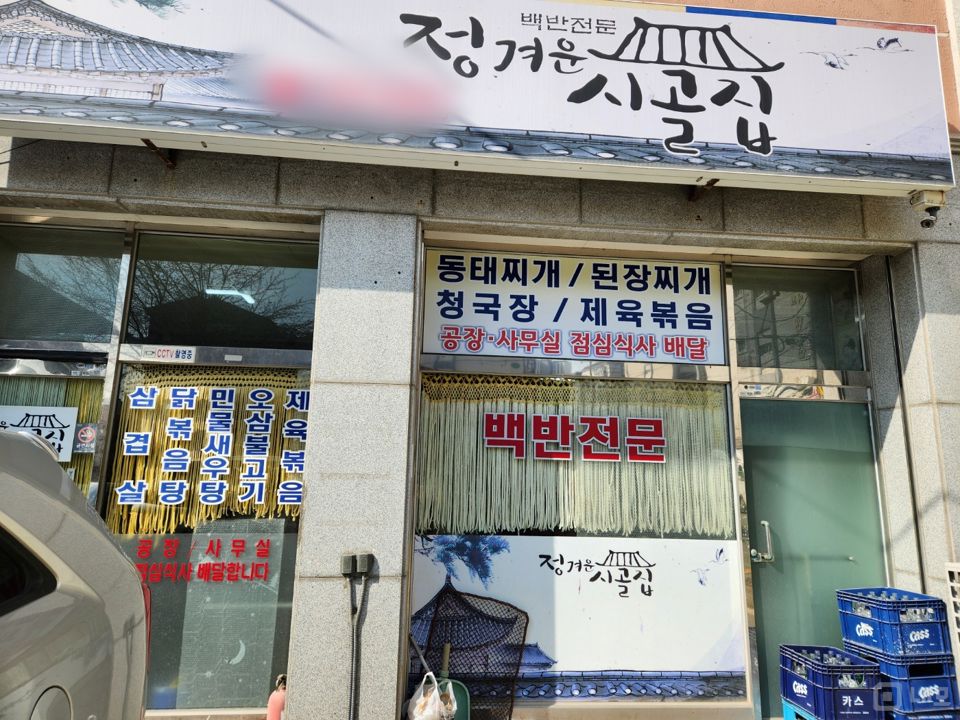 백반전문
정겨운
시골집
동태찌개 / 된장찌개
청국장 / 제육볶음
공장·사무실 점심식사 배달
CCTV 촬영중
삼겹살
닭볶음탕
민물새우탕
오삼불고기
제육볶음
백반전문
공장 / 사무실
점심식사 배달합니다
정겨운
시골집
Cass
Cass
Cass
Cass
카스